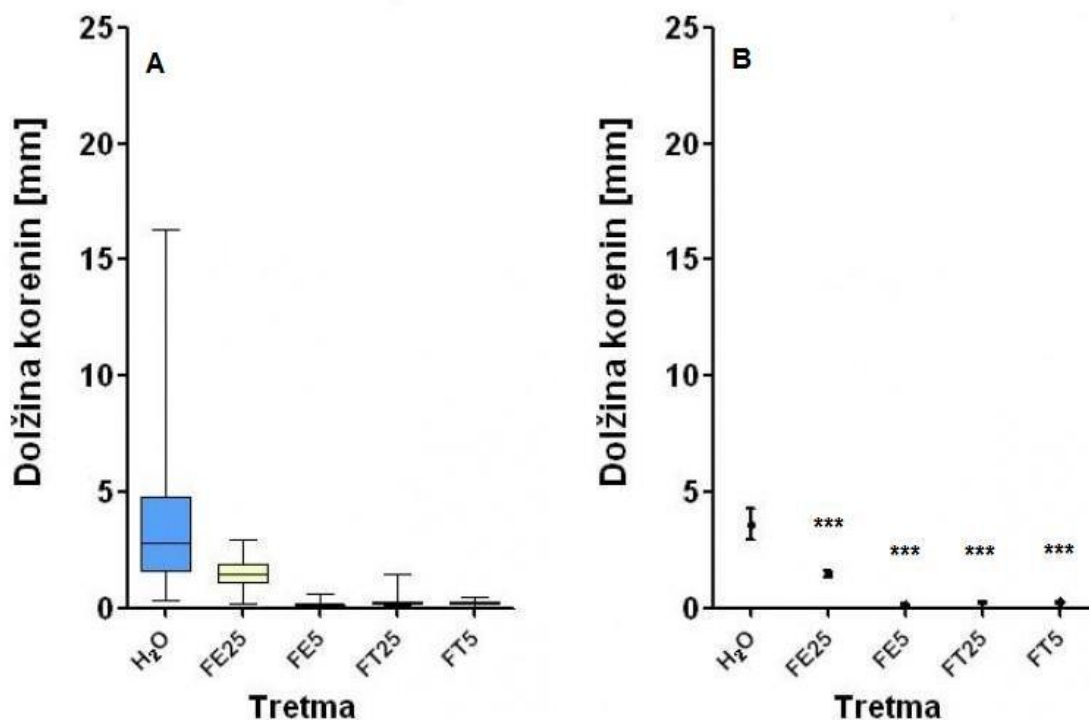 A
Dolžina korenin [mm]
25
20
15
10
5
0
H₂O
FE25
FE5
FT25
FT5
Tretma
B
Dolžina korenin [mm]
25
20
15
10
5
0
***
***
***
***
H₂O
FE25
FE5
FT25
FT5
Tretma